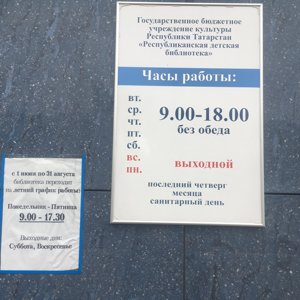 Государственное бюджетное
учреждение культуры
Республики Татарстан
«Республиканская детская
библиотека»
Часы работы:
вт.
ср.
чт.
пт.
сб.
9.00-18.00
без обеда
вс.
пн.
выходной
последний четверг
месяца
санитарный день
с 1 июня по 31 августа
библиотека переходит
на летний график работы:
Понедельник - Пятница
9.00 - 17.30
Выходные дни:
Суббота, Воскресенье